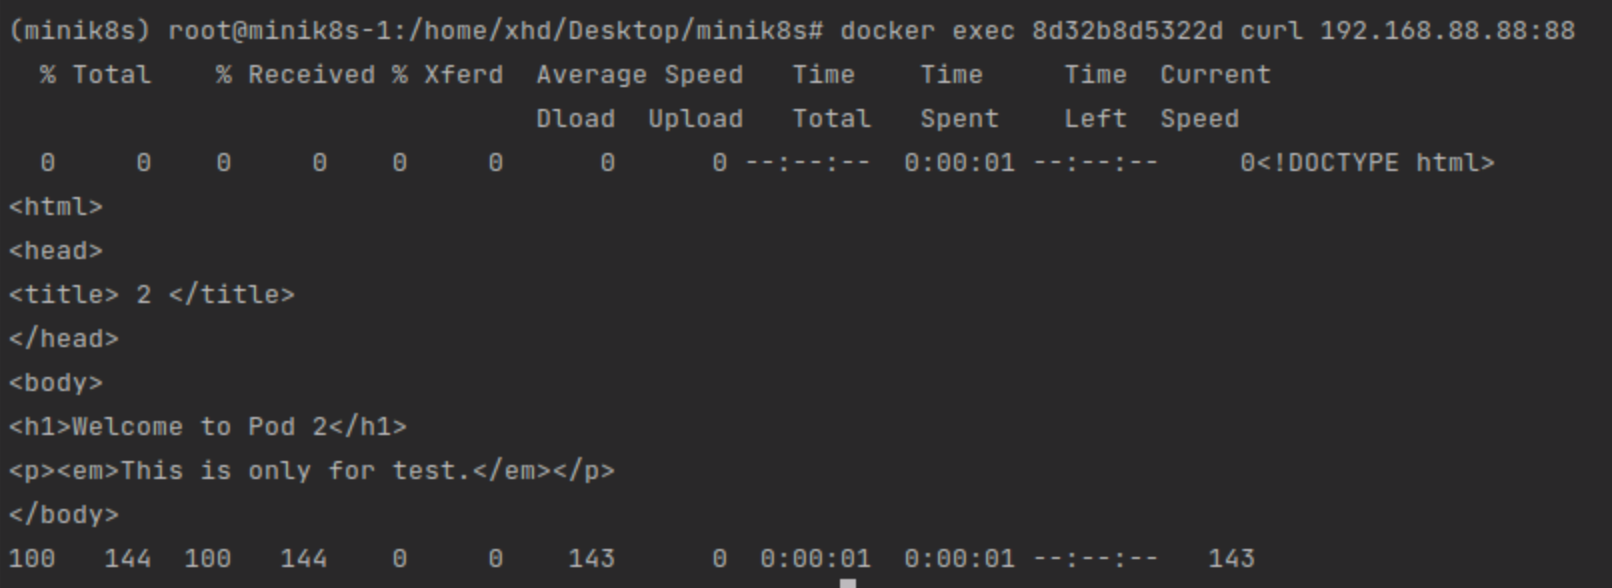 (minik8s) root@minik8s-1:/home/xhd/Desktop/minik8s# docker exec 8d32b8d5322d curl 192.168.88.88:88
  % Total    % Received % Xferd  Average Speed   Time    Time     Time  Current
                                 Dload  Upload   Total   Spent    Left  Speed
  0     0    0     0    0     0      0      0 --:--:--  0:00:01 --:--:--     0<!DOCTYPE html>
<html>
<head>
<title> 2 </title>
</head>
<body>
<h1>Welcome to Pod 2</h1>
<p><em>This is only for test.</em></p>
</body>
100   144  100   144    0     0    143      0  0:00:01  0:00:01 --:--:--   143